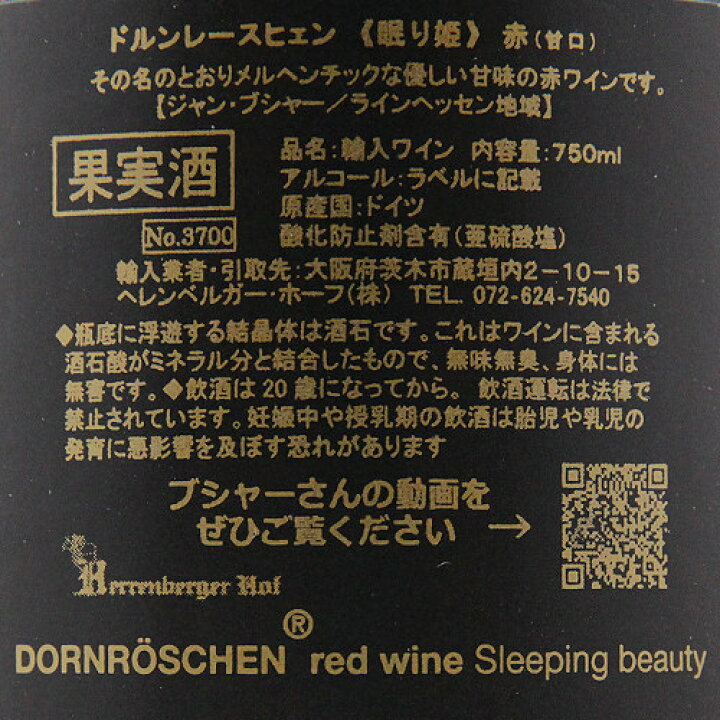 ドルンレースヒェン 《眠り姫》 赤(甘口)
その名のとおりメルヘンチックな優しい甘味の赤ワインです。
【ジャン・ブシャー/ラインヘッセン地域】
果実酒
No.3700
品名:輸入ワイン 内容量:750ml
アルコール:ラベルに記載
原産国:ドイツ
酸化防止剤含有(亜硫酸塩)
輸入業者・引取先:大阪府茨木市蔵垣内2-10-15
ヘレンベルガー・ホーフ(株) TEL. 072-624-7540
◆瓶底に浮遊する結晶体は酒石です。これはワインに含まれる
酒石酸がミネラル分と結合したもので、無味無臭、身体には
無害です。◆飲酒は20歳になってから。 飲酒運転は法律で
禁止されています。妊娠中や授乳期の飲酒は胎児や乳児の
発育に悪影響を及ぼす恐れがあります
ブシャーさんの動画を
ぜひご覧ください →
Herrenberger Hof
DORNRÖSCHEN® red wine Sleeping beauty